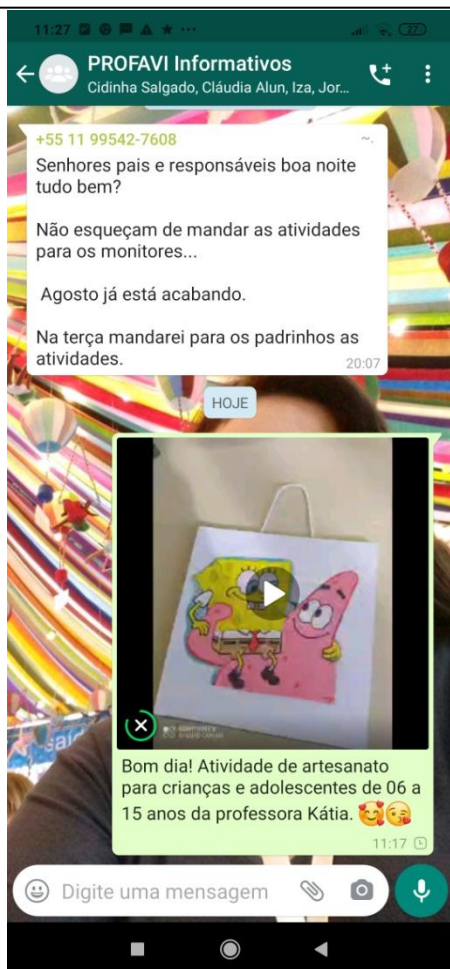 11:27
27
PROFAVI Informativos
Cidinha Salgado, Cláudia Alun, Iza, Jor...
+55 11 99542-7608
~.
Senhores pais e responsáveis boa noite
tudo bem?
Não esqueçam de mandar as atividades
para os monitores...
Agosto já está acabando.
Na terça mandarei para os padrinhos as
atividades.
20:07
HOJE
Bom dia! Atividade de artesanato
para crianças e adolescentes de 06 a
15 anos da professora Kátia. 🥰😘
11:17
Digite uma mensagem